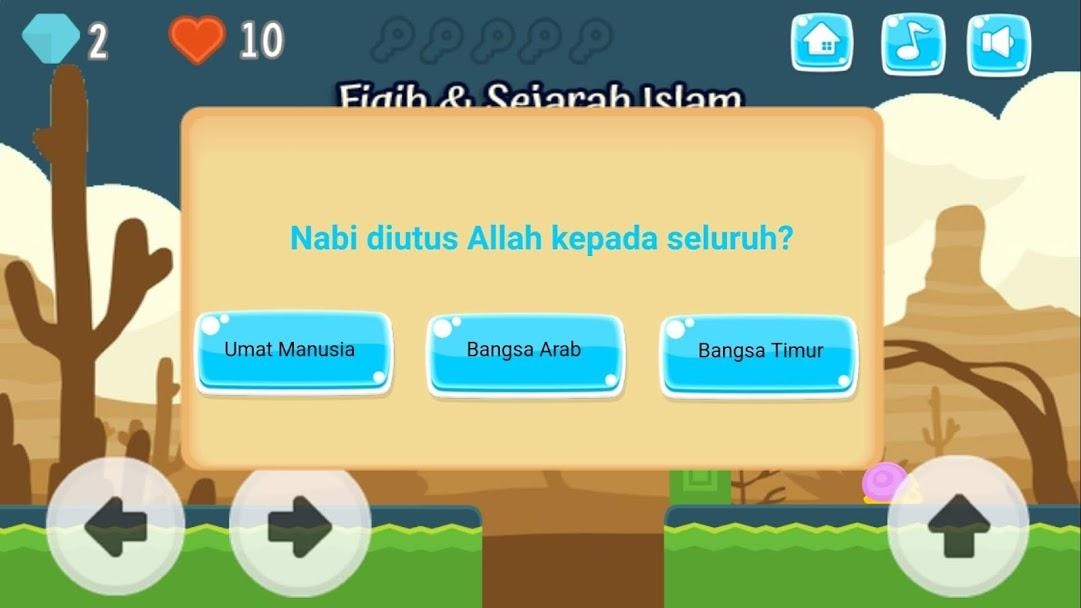 2
10
Fiqih & Sejarah Islam
Nabi diutus Allah kepada seluruh?
Umat Manusia
Bangsa Arab
Bangsa Timur